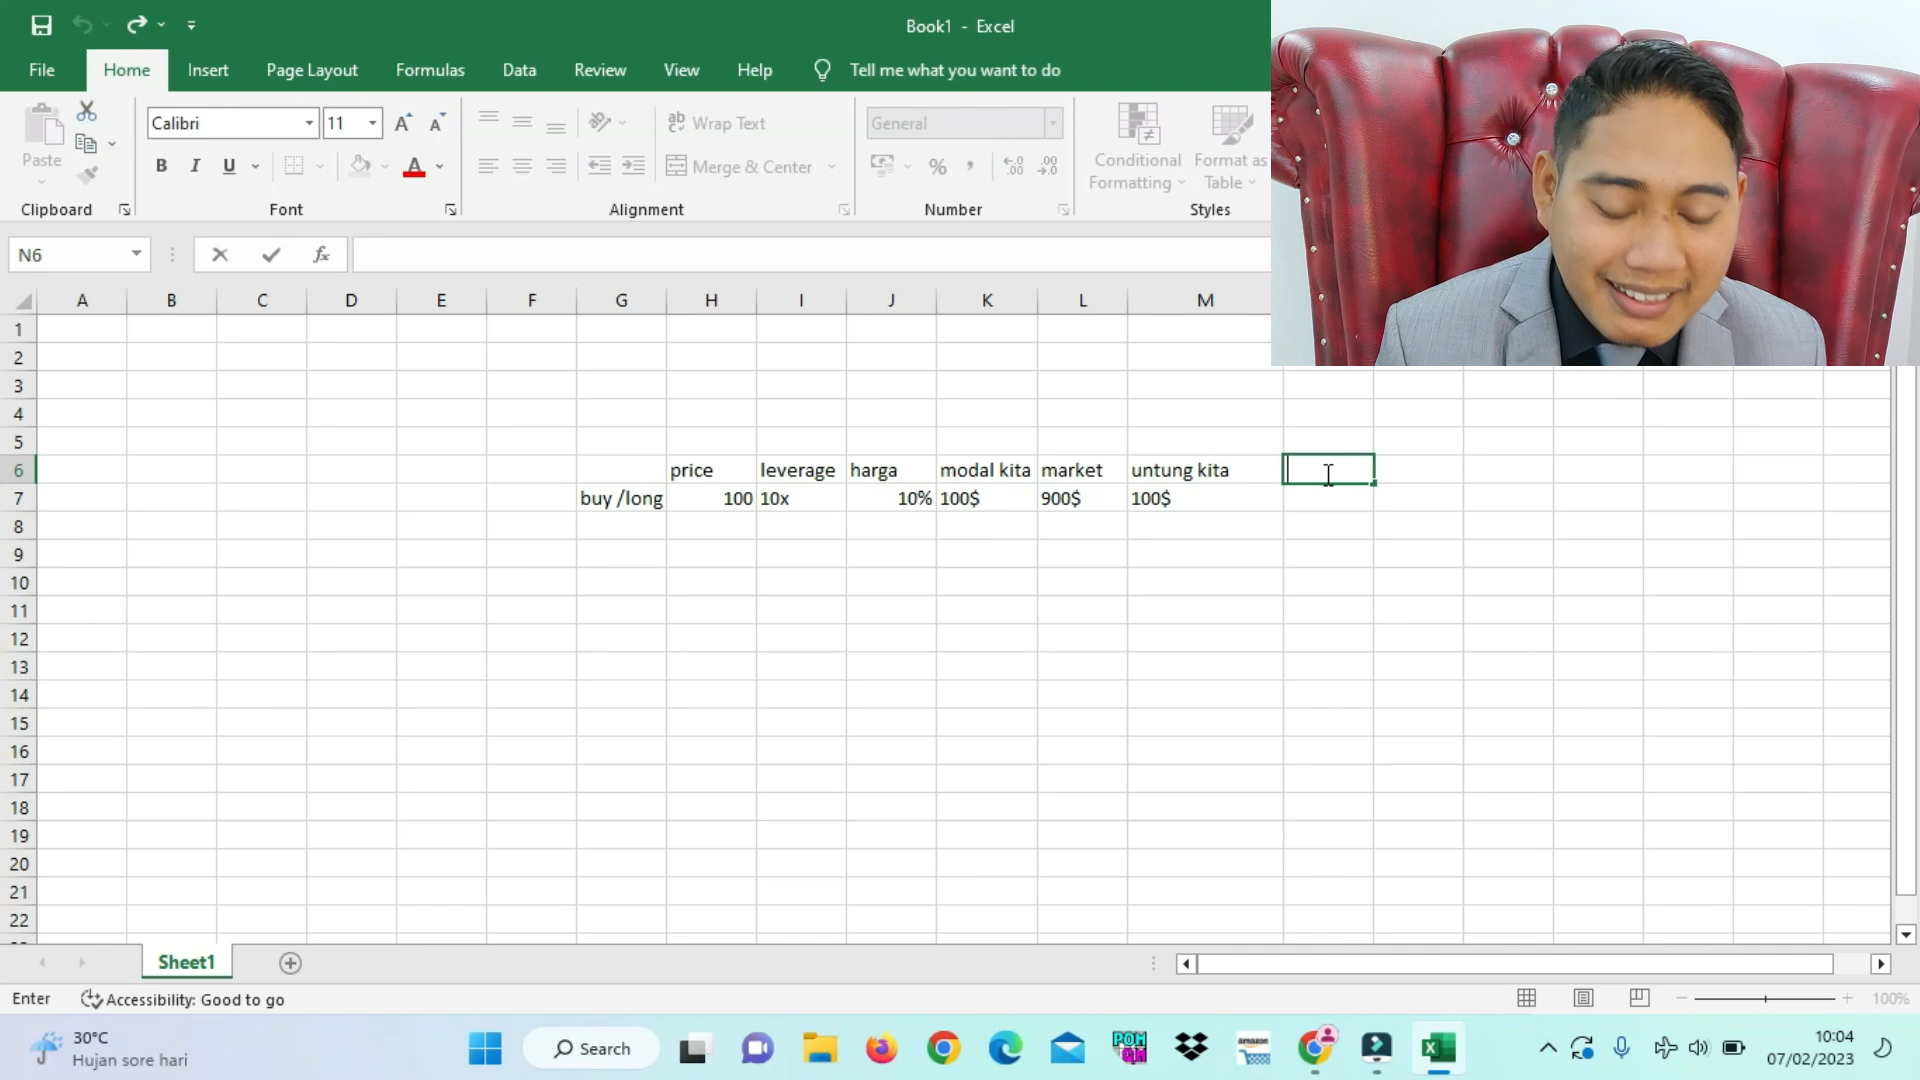 Book1 - Excel
File Home Insert Page Layout Formulas Data Review View Help Tell me what you want to do
Paste
Clipboard
Calibri 11
B I U
Font
Wrap Text
Merge & Center
Alignment
General
Number
Conditional Formatting
Format as Table
Styles
N6
fx
A B C D E F G H I J K L M
1
2
3
4
5
6 price leverage harga modal kita market untung kita
7 buy /long 100 10x 10% 100$ 900$ 100$
8
9
10
11
12
13
14
15
16
17
18
19
20
21
22
Sheet1
Enter Accessibility: Good to go 100%
30°C
Hujan sore hari
Search
POM QM
amazon
10:04
07/02/2023